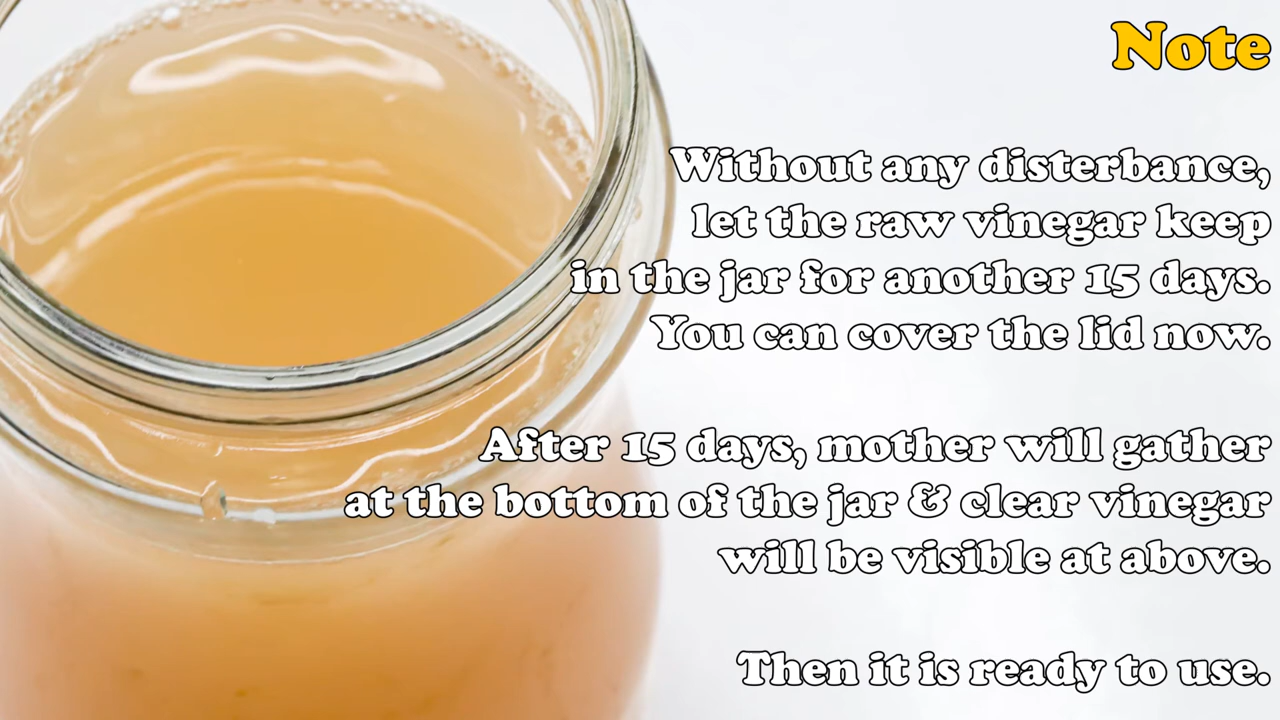 Note
Without any disterbance,
let the raw vinegar keep
in the jar for another 15 days.
You can cover the lid now.
After 15 days, mother will gather
at the bottom of the jar & clear vinegar
will be visible at above.
Then it is ready to use.